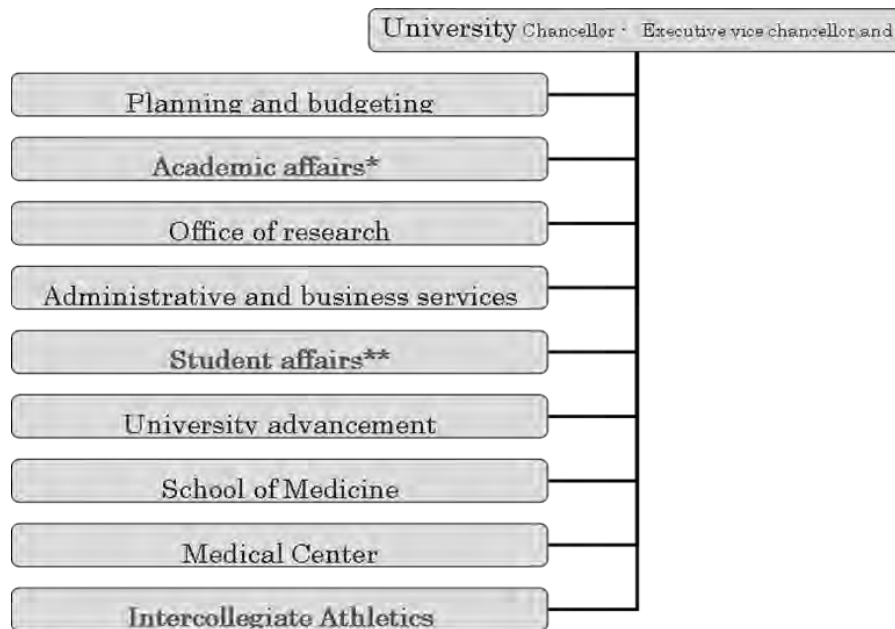 University Chancellor · Executive vice chancellor and
Planning and budgeting
Academic affairs*
Office of research
Administrative and business services
Student affairs**
University advancement
School of Medicine
Medical Center
Intercollegiate Athletics